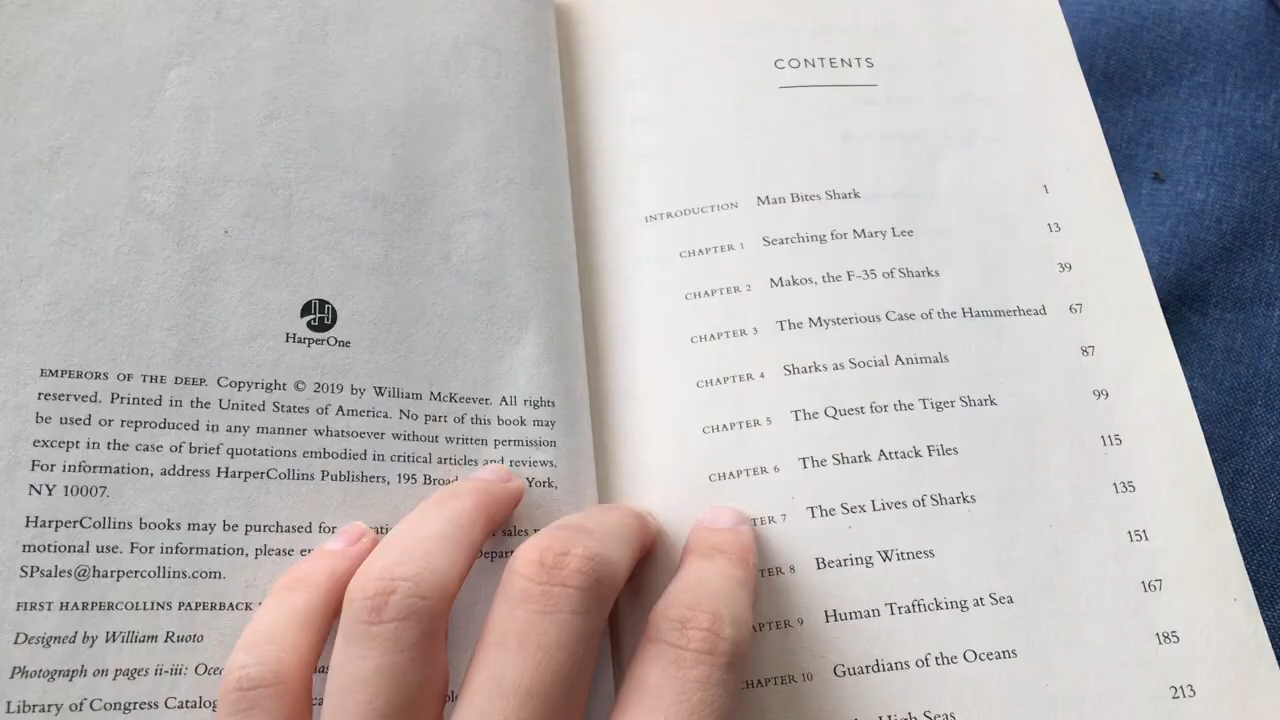 HarperOne
EMPERORS OF THE DEEP. Copyright © 2019 by William McKeever. All rights
reserved. Printed in the United States of America. No part of this book may
be used or reproduced in any manner whatsoever without written permission
except in the case of brief quotations embodied in critical articles and reviews.
For information, address HarperCollins Publishers, 195 York,
NY 10007.
HarperCollins books may be purchased for sales
motional use. For information, please
SPsales@harpercollins.com.
FIRST HARPERCOLLINS PAPERBACK
Designed by William Ruoto
Photograph on pages ii-iii:
Library of Congress
CONTENTS
INTRODUCTION Man Bites Shark 1
CHAPTER 1 Searching for Mary Lee 13
CHAPTER 2 Makos, the F-35 of Sharks 39
CHAPTER 3 The Mysterious Case of the Hammerhead 67
CHAPTER 4 Sharks as Social Animals 87
CHAPTER 5 The Quest for the Tiger Shark 99
CHAPTER 6 The Shark Attack Files 115
7 The Sex Lives of Sharks 135
8 Bearing Witness 151
9 Human Trafficking at Sea 167
CHAPTER 10 Guardians of the Oceans 185
High Seas 213